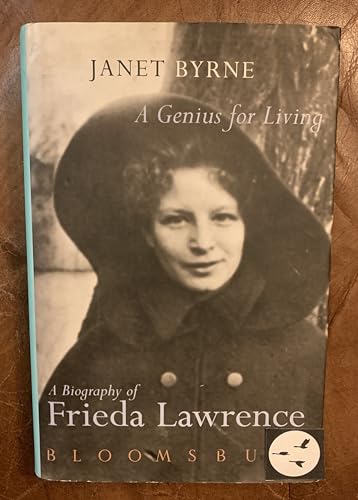 JANET BYRNE
A Genius for Living
A Biography of
Frieda Lawrence
BLOOMSBU